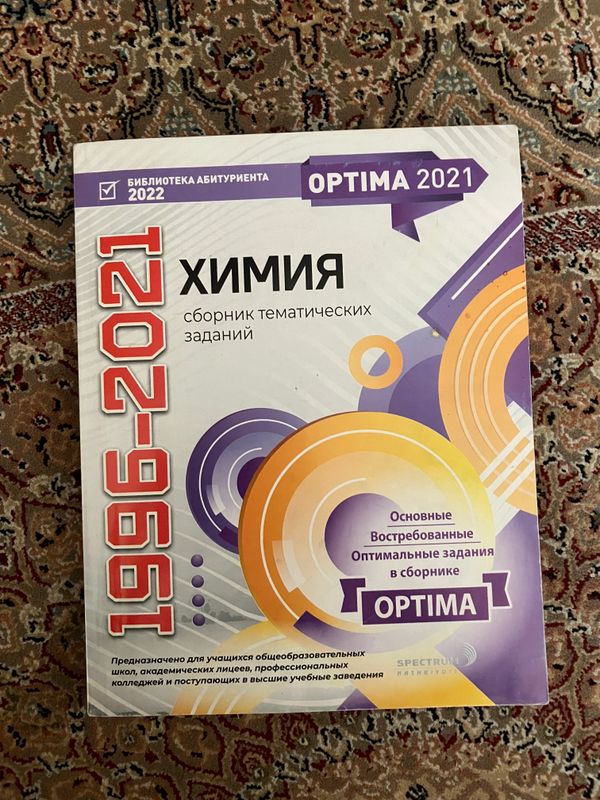 БИБЛИОТЕКА АБИТУРИЕНТА
2022
OPTIMA 2021
1996-2021
ХИМИЯ
сборник тематических
заданий
Основные
Востребованные
Оптимальные задания
в сборнике
OPTIMA
Предназначено для учащихся общеобразовательных
школ, академических лицеев, профессиональных
колледжей и поступающих в высшие учебные заведения
SPECTRUM
NASHRIYOTI